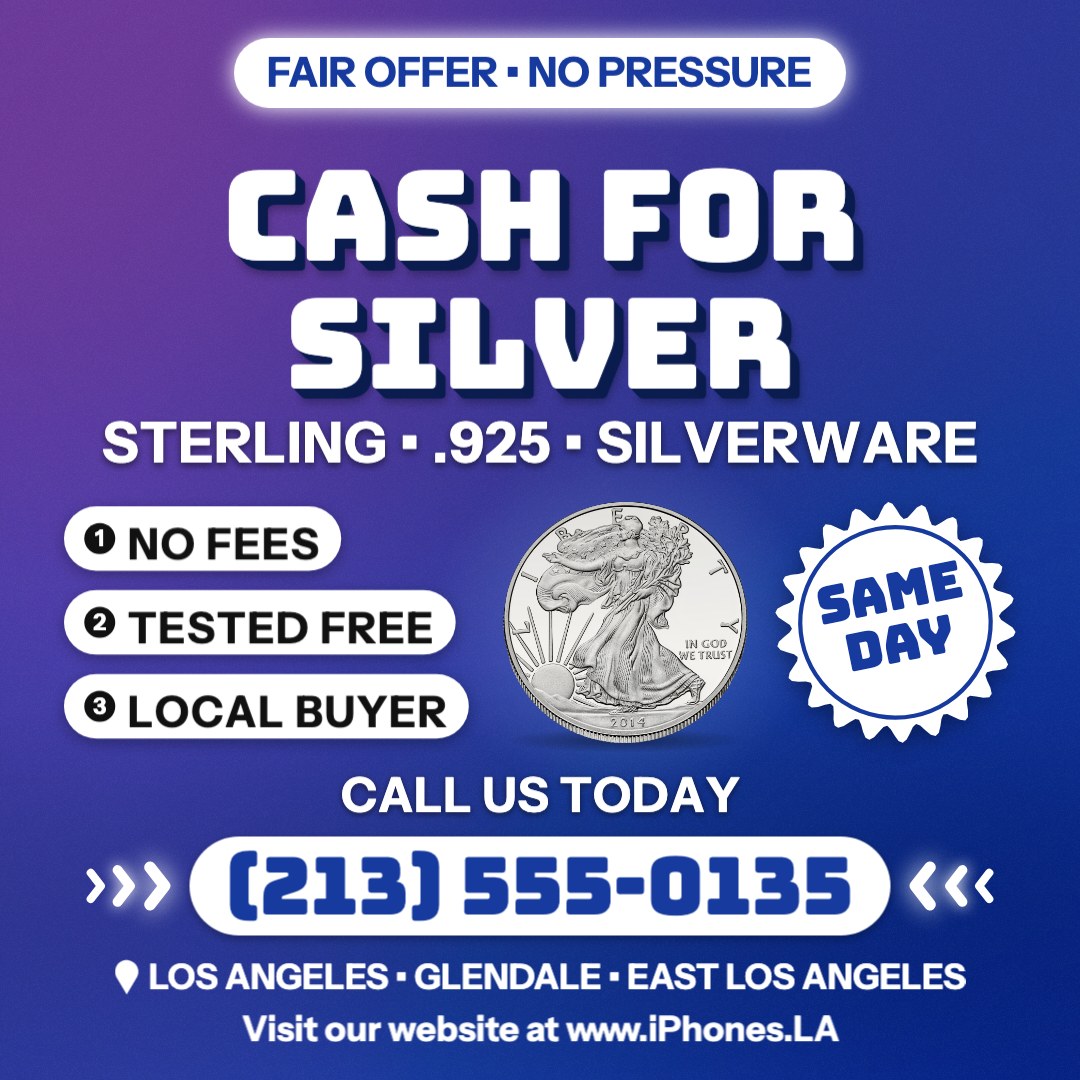 FAIR OFFER ▪ NO PRESSURE
CASH FOR
SILVER
STERLING ▪ .925 ▪ SILVERWARE
1 NO FEES
2 TESTED FREE
3 LOCAL BUYER
LIBERTY
IN GOD
WE TRUST
2014
SAME
DAY
CALL US TODAY
(213) 555-0135
LOS ANGELES ▪ GLENDALE ▪ EAST LOS ANGELES
Visit our website at www.iPhones.LA